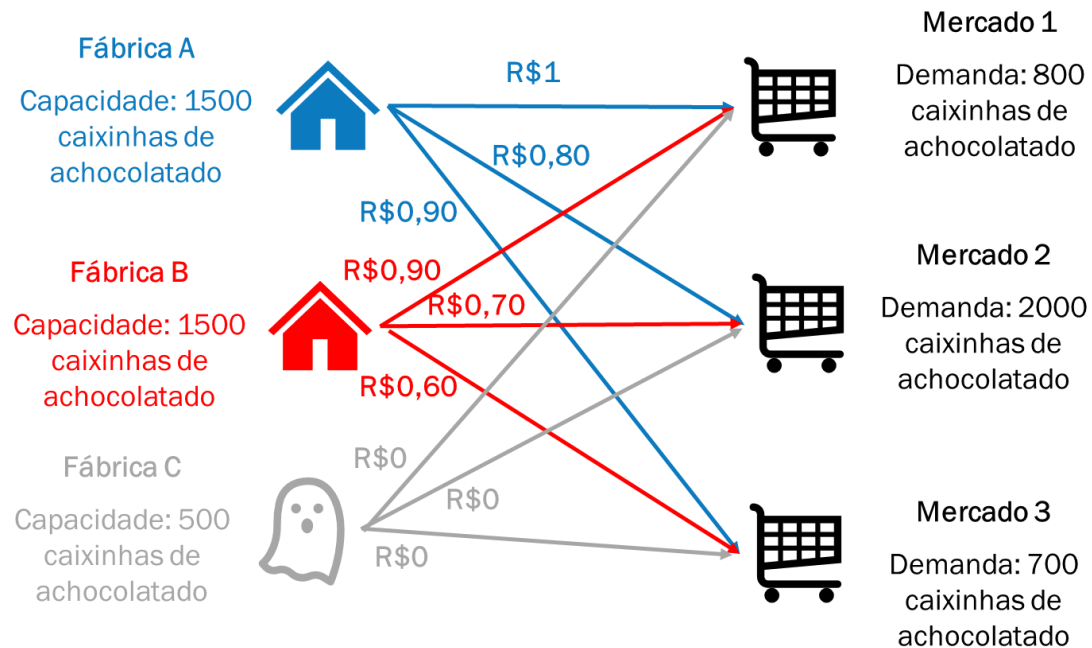 Fábrica A
Capacidade: 1500
caixinhas de
achocolatado
R$1
R$0,80
R$0,90
Mercado 1
Demanda: 800
caixinhas de
achocolatado
Fábrica B
Capacidade: 1500
caixinhas de
achocolatado
R$0,90
R$0,70
R$0,60
Mercado 2
Demanda: 2000
caixinhas de
achocolatado
Fábrica C
Capacidade: 500
caixinhas de
achocolatado
R$0
R$0
R$0
Mercado 3
Demanda: 700
caixinhas de
achocolatado